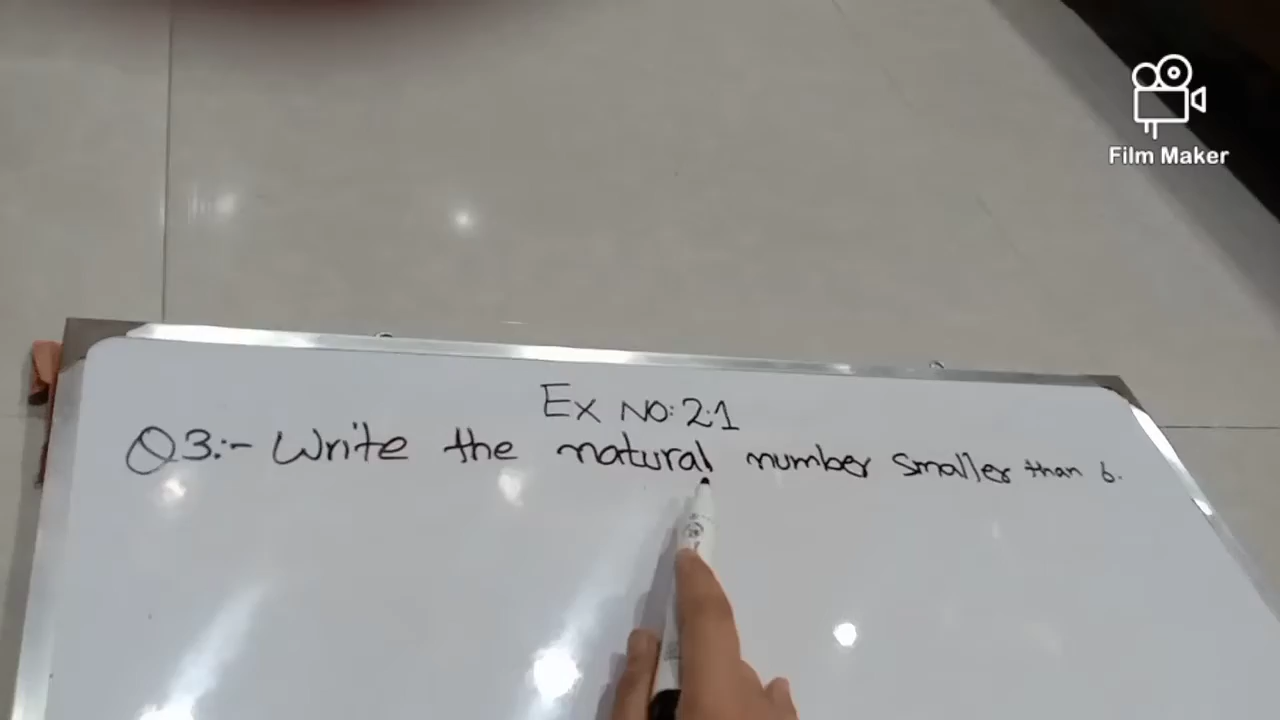 Film Maker
Ex NO: 2.1
Q3:- Write the natural number smaller than 6.